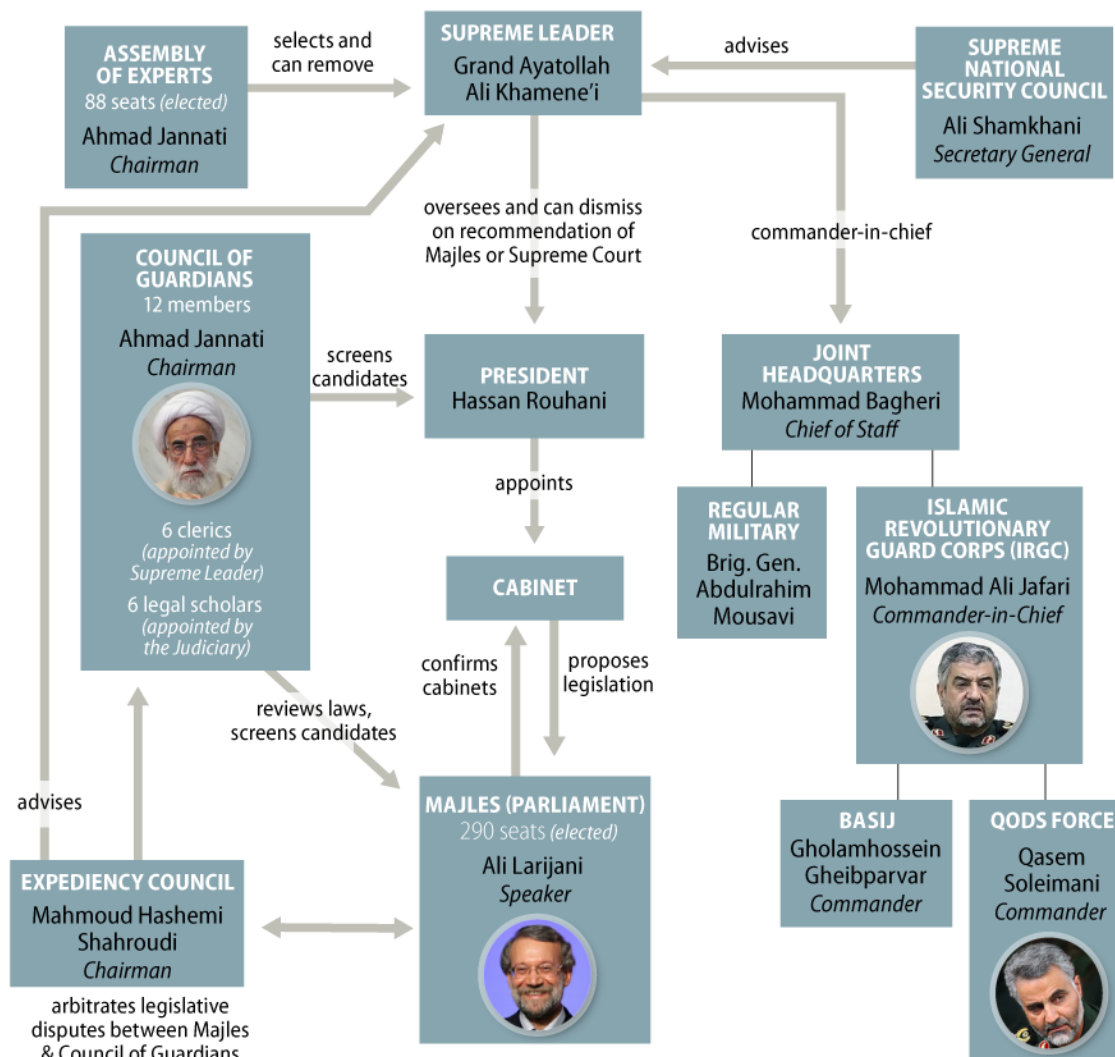 ASSEMBLY
OF EXPERTS
88 seats (elected)
Ahmad Jannati
Chairman
selects and
can remove
SUPREME LEADER
Grand Ayatollah
Ali Khamene’i
advises
SUPREME
NATIONAL
SECURITY COUNCIL
Ali Shamkhani
Secretary General
oversees and can dismiss
on recommendation of
Majles or Supreme Court
commander-in-chief
COUNCIL OF
GUARDIANS
12 members
Ahmad Jannati
Chairman
6 clerics
(appointed by
Supreme Leader)
6 legal scholars
(appointed by
the Judiciary)
screens
candidates
PRESIDENT
Hassan Rouhani
JOINT
HEADQUARTERS
Mohammad Bagheri
Chief of Staff
appoints
REGULAR
MILITARY
Brig. Gen.
Abdulrahim
Mousavi
ISLAMIC
REVOLUTIONARY
GUARD CORPS (IRGC)
Mohammad Ali Jafari
Commander-in-Chief
CABINET
confirms
cabinets
proposes
legislation
reviews laws,
screens candidates
advises
MAJLES (PARLIAMENT)
290 seats (elected)
Ali Larijani
Speaker
BASIJ
Gholamhossein
Gheibparvar
Commander
QODS FORCE
Qasem
Soleimani
Commander
EXPEDIENCY COUNCIL
Mahmoud Hashemi
Shahroudi
Chairman
arbitrates legislative
disputes between Majles
& Council of Guardians